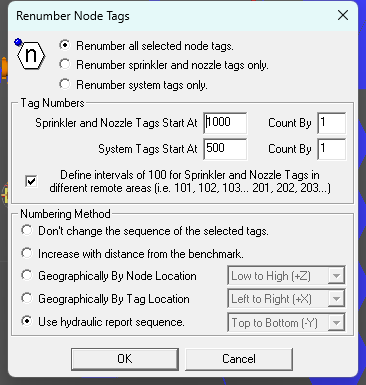 Renumber Node Tags
n
Renumber all selected node tags.
Renumber sprinkler and nozzle tags only.
Renumber system tags only.
Tag Numbers
Sprinkler and Nozzle Tags Start At 1000 Count By 1
System Tags Start At 500 Count By 1
Define intervals of 100 for Sprinkler and Nozzle Tags in
different remote areas (i.e. 101, 102, 103... 201, 202, 203...)
Numbering Method
Don't change the sequence of the selected tags.
Increase with distance from the benchmark.
Geographically By Node Location Low to High (+Z)
Geographically By Tag Location Left to Right (+X)
Use hydraulic report sequence. Top to Bottom (-Y)
OK Cancel